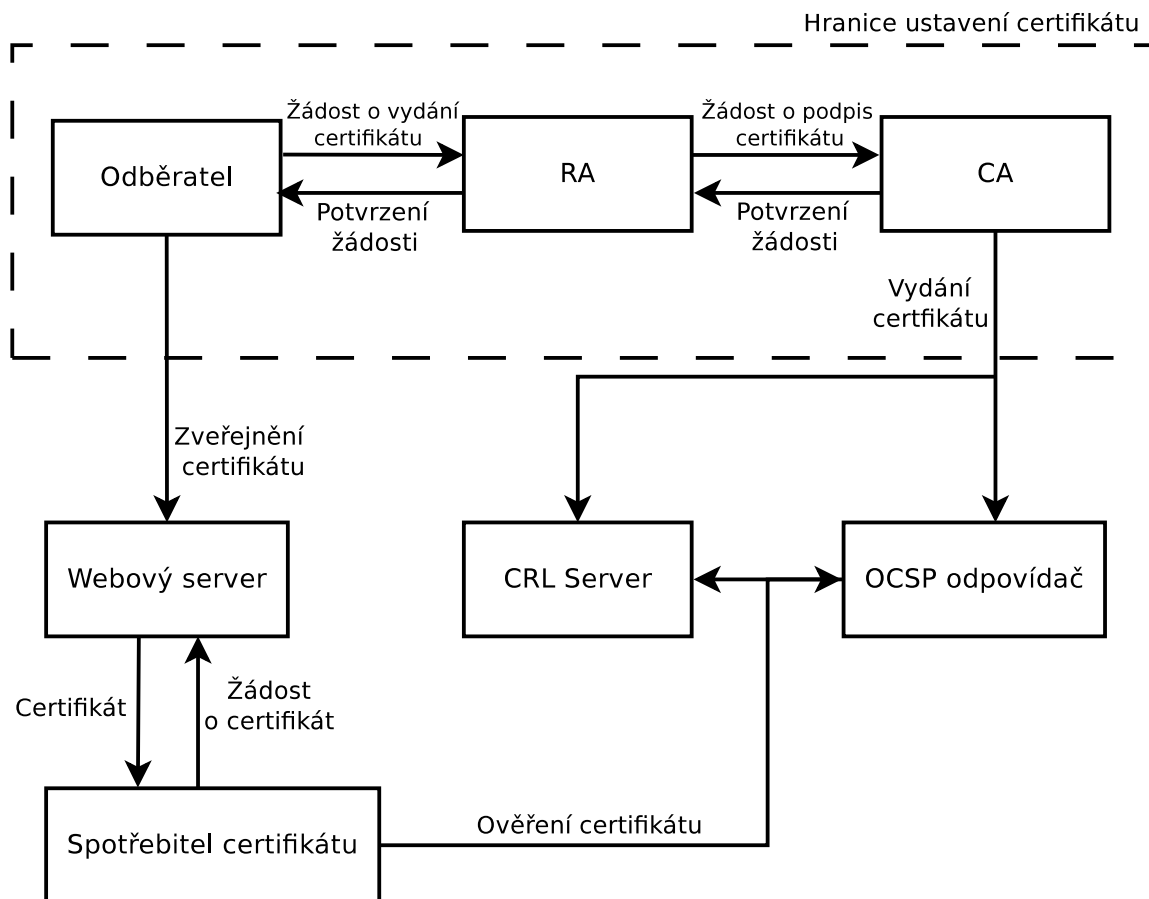 Hranice ustavení certifikátu
Žádost o vydání
certifikátu
Žádost o podpis
certifikátu
Odběratel
RA
CA
Potvrzení
žádosti
Potvrzení
žádosti
Vydání
certfikátu
Zveřejnění
certifikátu
Webový server
CRL Server
OCSP odpovídač
Certifikát
Žádost
o certifikát
Spotřebitel certifikátu
Ověření certifikátu